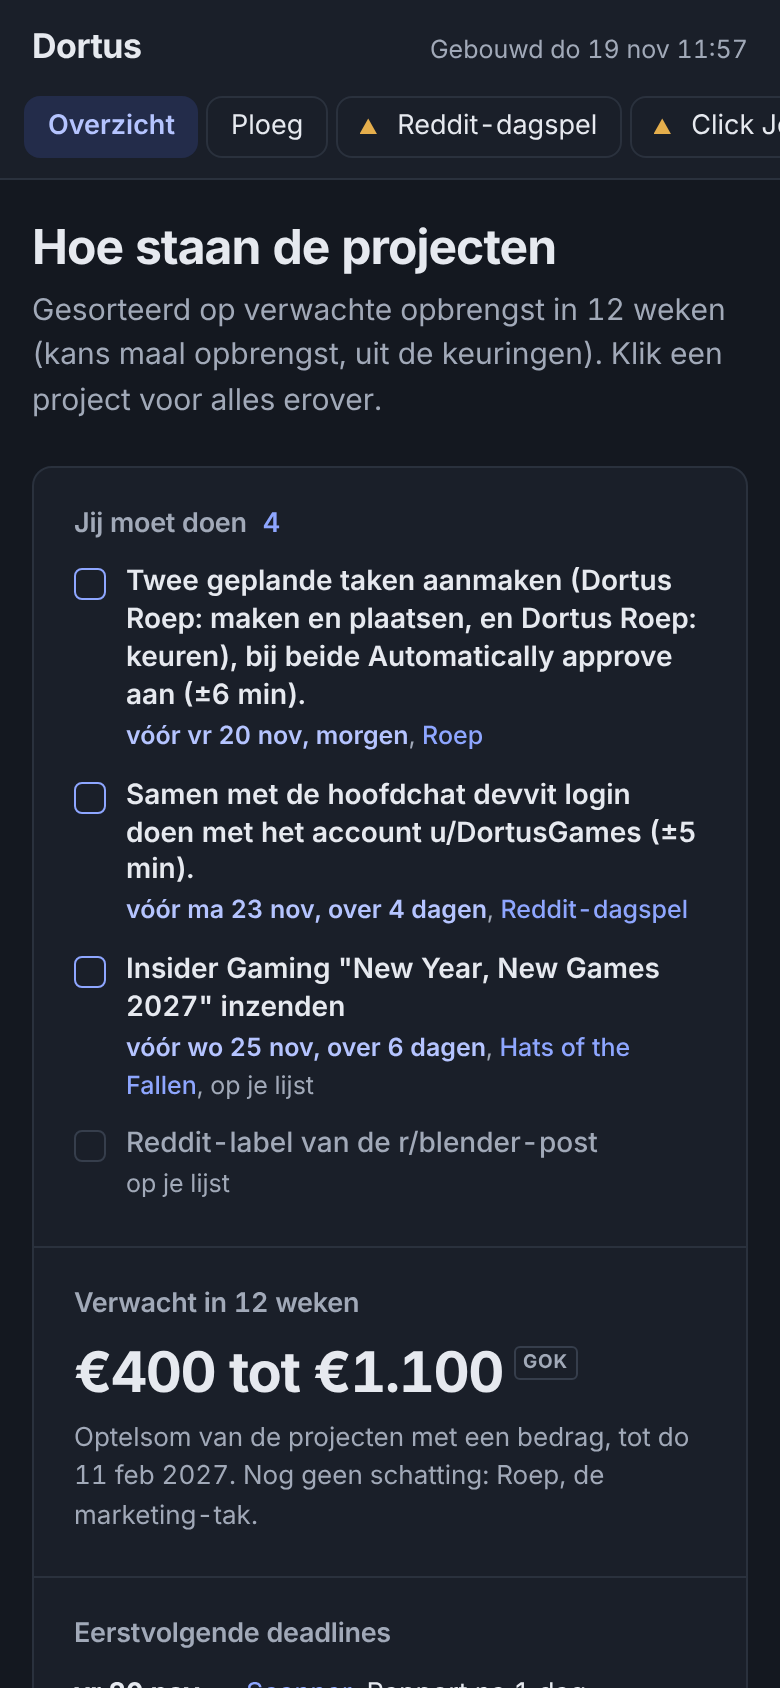 Dortus
Gebouwd do 19 nov 11:57
Overzicht
Ploeg
Reddit-dagspel
Click J
Hoe staan de projecten
Gesorteerd op verwachte opbrengst in 12 weken
(kans maal opbrengst, uit de keuringen). Klik een
project voor alles erover.
Jij moet doen 4
Twee geplande taken aanmaken (Dortus
Roep: maken en plaatsen, en Dortus Roep:
keuren), bij beide Automatically approve
aan (±6 min).
vóór vr 20 nov, morgen, Roep
Samen met de hoofdchat devvit login
doen met het account u/DortusGames (±5
min).
vóór ma 23 nov, over 4 dagen, Reddit-dagspel
Insider Gaming "New Year, New Games
2027" inzenden
vóór wo 25 nov, over 6 dagen, Hats of the
Fallen, op je lijst
Reddit-label van de r/blender-post
op je lijst
Verwacht in 12 weken
€400 tot €1.100 GOK
Optelsom van de projecten met een bedrag, tot do
11 feb 2027. Nog geen schatting: Roep, de
marketing-tak.
Eerstvolgende deadlines